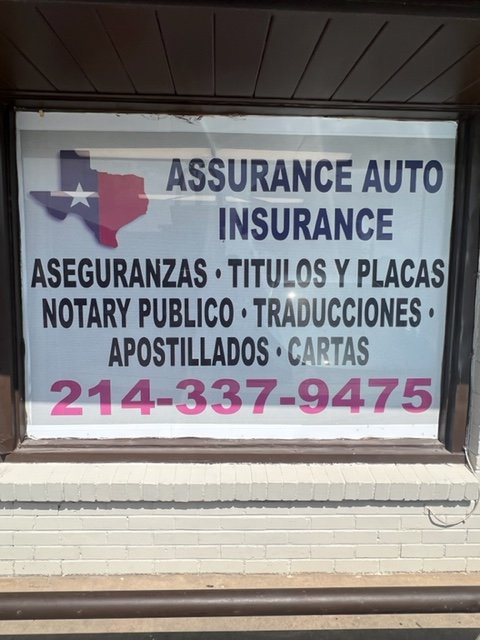 ASSURANCE AUTO
INSURANCE
ASEGURANZAS • TITULOS Y PLACAS
NOTARY PUBLICO • TRADUCCIONES •
APOSTILLADOS • CARTAS
214-337-9475